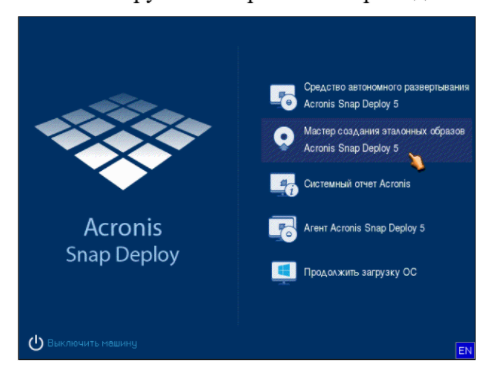 Средство автономного развертывания
Acronis Snap Deploy 5
Мастер создания эталонных образов
Acronis Snap Deploy 5
Системный отчет Acronis
Агент Acronis Snap Deploy 5
Продолжить загрузку ОС
Acronis
Snap Deploy
Выключить машину
EN